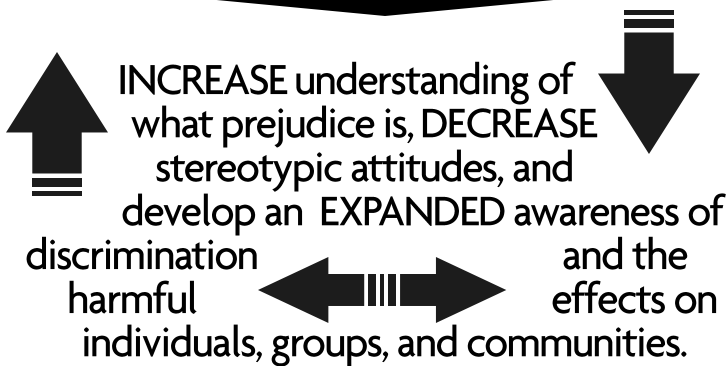 INCREASE understanding of
what prejudice is, DECREASE
stereotypic attitudes, and
develop an EXPANDED awareness of
discrimination and the
harmful effects on
individuals, groups, and communities.